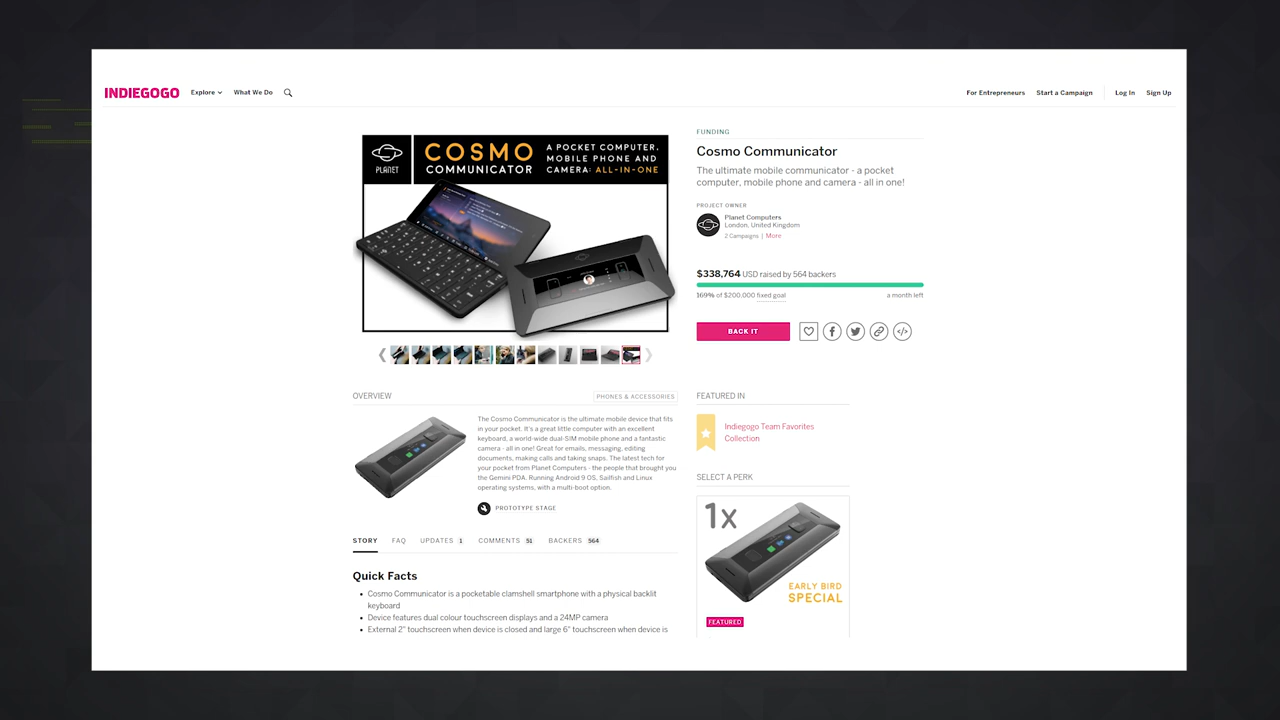 INDIEGOGO Explore What We Do For Entrepreneurs Start a Campaign Log In Sign Up
PLANET
COSMO
COMMUNICATOR
A POCKET COMPUTER,
MOBILE PHONE AND
CAMERA: ALL-IN-ONE
FUNDING
Cosmo Communicator
The ultimate mobile communicator - a pocket
computer, mobile phone and camera - all in one!
PROJECT OWNER
Planet Computers
London, United Kingdom
2 Campaigns | More
$338,764 USD raised by 564 backers
169% of $200,000 fixed goal a month left
BACK IT
OVERVIEW PHONES & ACCESSORIES
The Cosmo Communicator is the ultimate mobile device that fits
in your pocket. It's a great little computer with an excellent
keyboard, a world-wide dual-SIM mobile phone and a fantastic
camera - all in one! Great for emails, messaging, editing
documents, making calls and taking snaps. The latest tech for
your pocket from Planet Computers - the people that brought you
the Gemini PDA. Running Android 9 OS, Sailfish and Linux
operating systems, with a multi-boot option.
PROTOTYPE STAGE
FEATURED IN
Indiegogo Team Favorites
Collection
SELECT A PERK
1x
EARLY BIRD
SPECIAL
FEATURED
STORY FAQ UPDATES 1 COMMENTS 51 BACKERS 564
Quick Facts
• Cosmo Communicator is a pocketable clamshell smartphone with a physical backlit
keyboard
• Device features dual colour touchscreen displays and a 24MP camera
• External 2" touchscreen when device is closed and large 6" touchscreen when device is